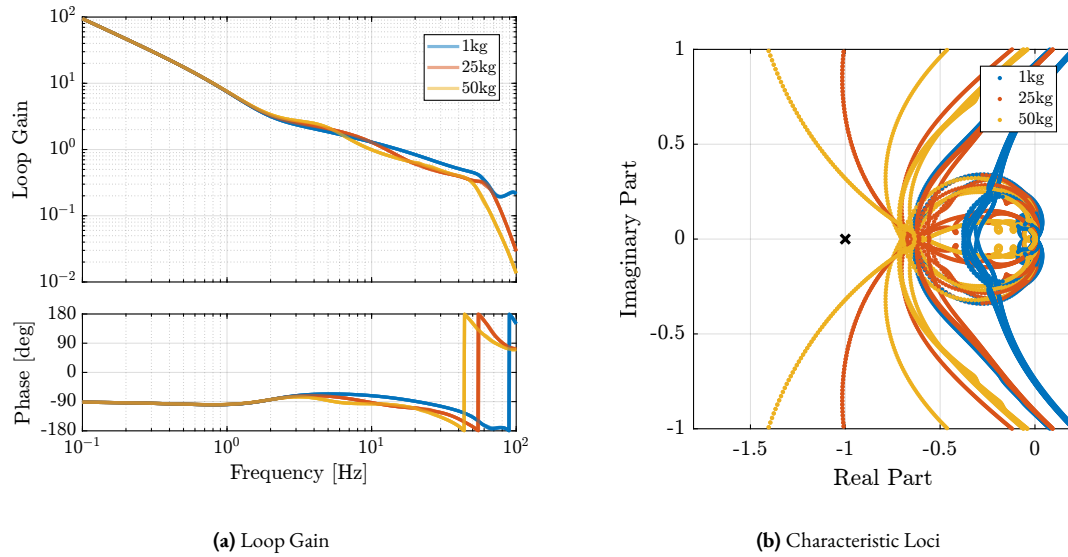 10^2
10^1
10^0
10^-1
10^-2
Loop Gain
1kg
25kg
50kg
180
90
0
-90
-180
Phase [deg]
10^-1
10^0
10^1
10^2
Frequency [Hz]
(a) Loop Gain
1
0.5
0
-0.5
-1
Imaginary Part
1kg
25kg
50kg
-1.5
-1
-0.5
0
Real Part
(b) Characteristic Loci